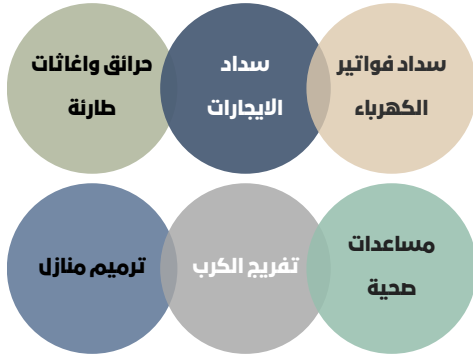 سداد فواتير
الكهرباء
سداد
الايجارات
حرائق واغاثات
طارئة
مساعدات
صحية
تفريج الكرب
ترميم منازل